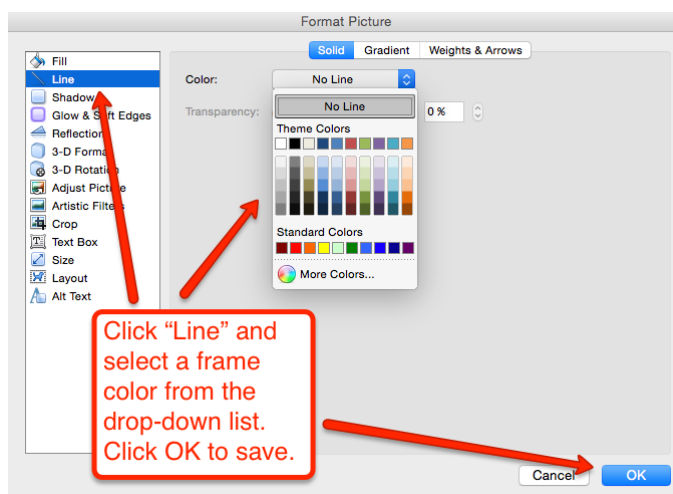 Format Picture
Solid Gradient Weights & Arrows
Fill
Line
Shadow
Glow & Soft Edges
Reflection
3-D Format
3-D Rotation
Adjust Picture
Artistic Filters
Crop
Text Box
Size
Layout
Alt Text
Color: No Line
Transparency: 0 %
No Line
Theme Colors
Standard Colors
More Colors...
Click “Line” and
select a frame
color from the
drop-down list.
Click OK to save.
Cancel OK